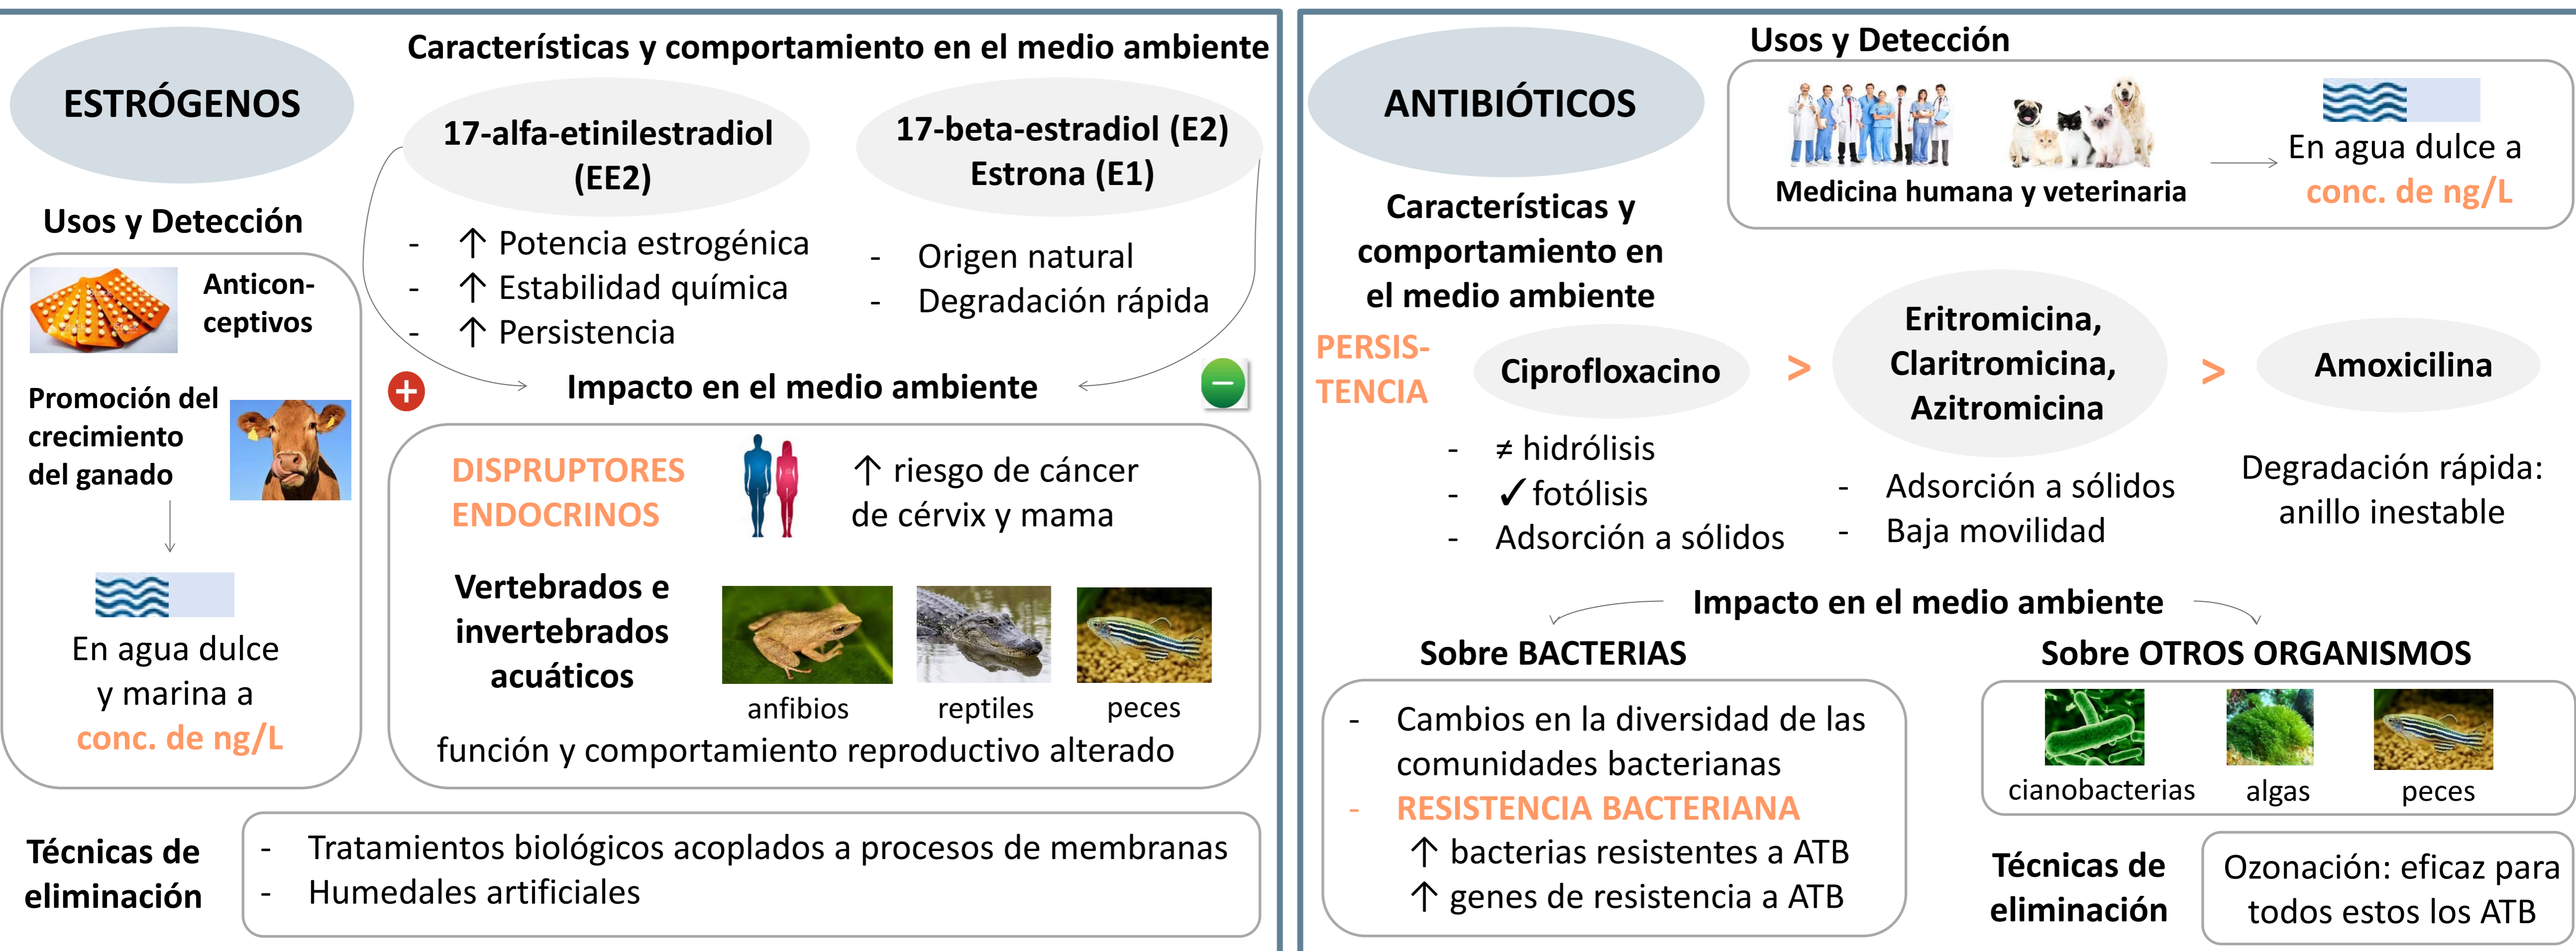 ESTRÓGENOS
Usos y Detección
Anticon-
ceptivos
Promoción del
crecimiento
del ganado
En agua dulce
y marina a
conc. de ng/L
Características y comportamiento en el medio ambiente
17-alfa-etinilestradiol
(EE2)
- ↑ Potencia estrogénica
- ↑ Estabilidad química
- ↑ Persistencia
17-beta-estradiol (E2)
Estrona (E1)
- Origen natural
- Degradación rápida
+
Impacto en el medio ambiente
−
DISPRUPTORES
ENDOCRINOS
↑ riesgo de cáncer
de cérvix y mama
Vertebrados e
invertebrados
acuáticos
anfibios
reptiles
peces
función y comportamiento reproductivo alterado
Técnicas de
eliminación
- Tratamientos biológicos acoplados a procesos de membranas
- Humedales artificiales
ANTIBIÓTICOS
Usos y Detección
Medicina humana y veterinaria
En agua dulce a
conc. de ng/L
Características y
comportamiento en
el medio ambiente
PERSIS-
TENCIA
Ciprofloxacino
>
Eritromicina,
Claritromicina,
Azitromicina
>
Amoxicilina
- ≠ hidrólisis
- ✓fotólisis
- Adsorción a sólidos
- Adsorción a sólidos
- Baja movilidad
Degradación rápida:
anillo inestable
Impacto en el medio ambiente
Sobre BACTERIAS
- Cambios en la diversidad de las
comunidades bacterianas
- RESISTENCIA BACTERIANA
↑ bacterias resistentes a ATB
↑ genes de resistencia a ATB
Sobre OTROS ORGANISMOS
cianobacterias
algas
peces
Técnicas de
eliminación
Ozonación: eficaz para
todos estos los ATB